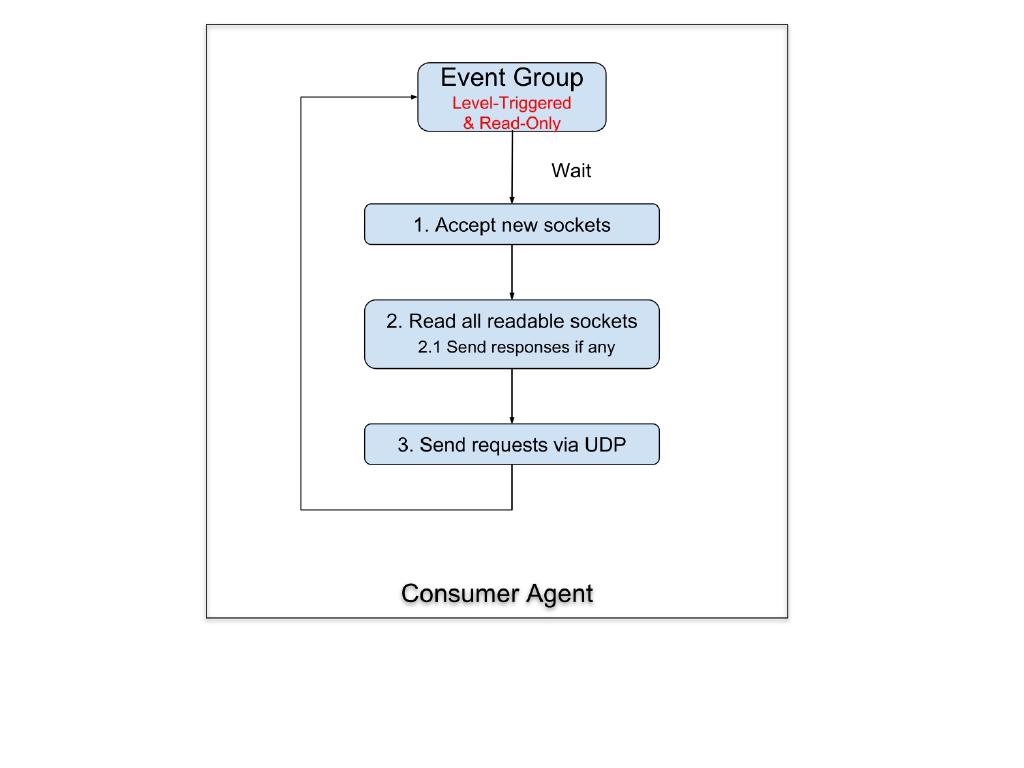 Event Group
Level-Triggered
& Read-Only
Wait
1. Accept new sockets
2. Read all readable sockets
2.1 Send responses if any
3. Send requests via UDP
Consumer Agent